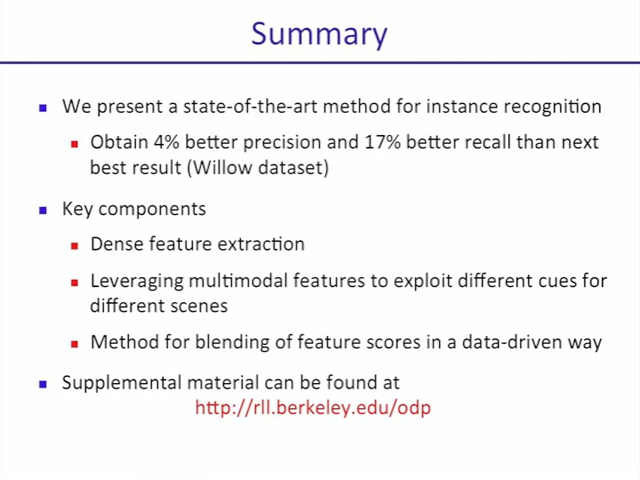 Summary
We present a state-of-the-art method for instance recognition
Obtain 4% better precision and 17% better recall than next
best result (Willow dataset)
Key components
Dense feature extraction
Leveraging multimodal features to exploit different cues for
different scenes
Method for blending of feature scores in a data-driven way
Supplemental material can be found at
http://rll.berkeley.edu/odp